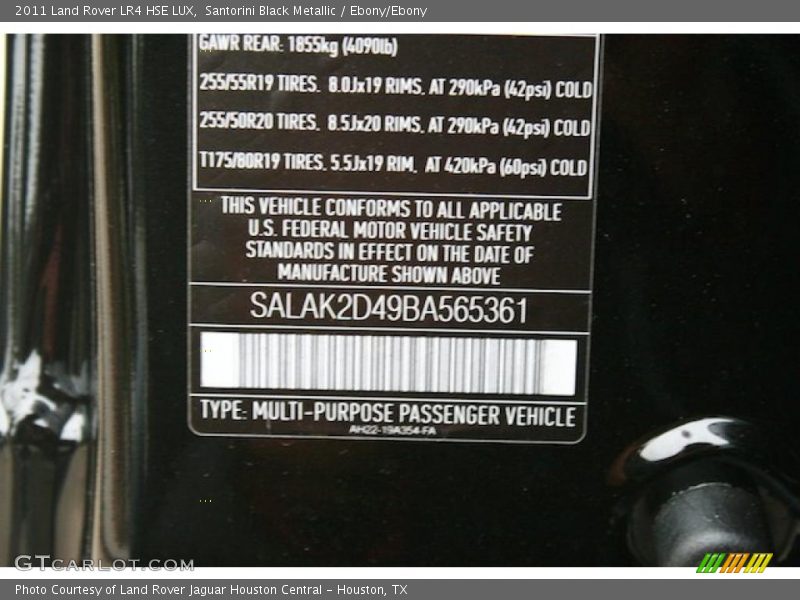 2011 Land Rover LR4 HSE LUX, Santorini Black Metallic / Ebony/Ebony
GAWR REAR: 1855kg (4090lb)
255/55R19 TIRES. 8.0Jx19 RIMS. AT 290kPa (42psi) COLD
255/50R20 TIRES. 8.5Jx20 RIMS. AT 290kPa (42psi) COLD
T175/80R19 TIRES. 5.5Jx19 RIM. AT 420kPa (60psi) COLD
THIS VEHICLE CONFORMS TO ALL APPLICABLE
U.S. FEDERAL MOTOR VEHICLE SAFETY
STANDARDS IN EFFECT ON THE DATE OF
MANUFACTURE SHOWN ABOVE
SALAK2D49BA565361
TYPE: MULTI-PURPOSE PASSENGER VEHICLE
AH22-19A354-FA
GTCARLOT.COM
Photo Courtesy of Land Rover Jaguar Houston Central - Houston, TX